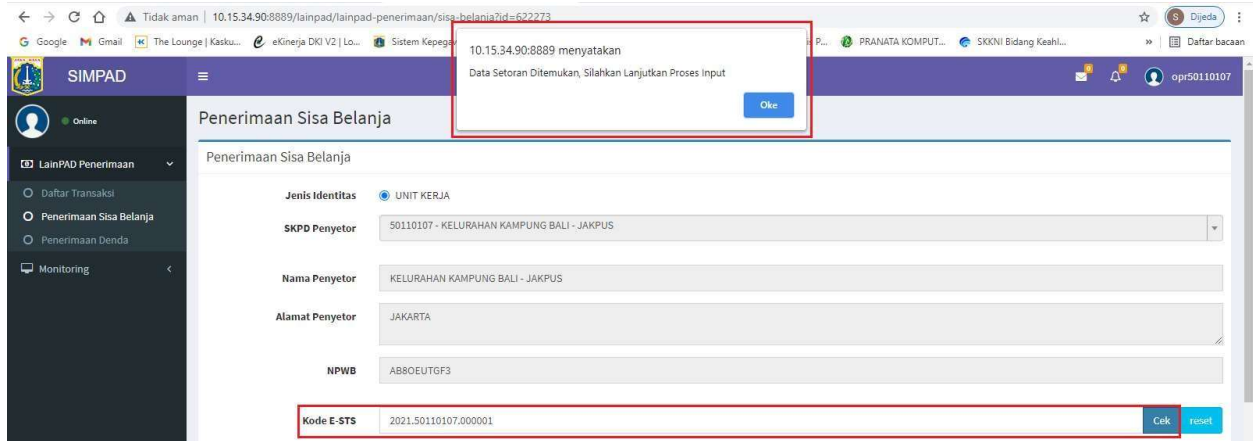 Tidak aman | 10.15.34.90:8889/lainpad/lainpad-penerimaan/sisa-belanja?id=622273 S Dijeda
Google Gmail The Lounge | Kasku... eKinerja DKI V2 | Lo... Sistem Kepega P... PRANATA KOMPUT... SKKNI Bidang Keahl... » Daftar bacaan
10.15.34.90:8889 menyatakan
Data Setoran Ditemukan, Silahkan Lanjutkan Proses Input
Oke
SIMPAD opr50110107
Online
Penerimaan Sisa Belanja
LainPAD Penerimaan
Daftar Transaksi
Penerimaan Sisa Belanja
Penerimaan Denda
Monitoring
Penerimaan Sisa Belanja
Jenis Identitas UNIT KERJA
SKPD Penyetor 50110107 - KELURAHAN KAMPUNG BALI - JAKPUS
Nama Penyetor KELURAHAN KAMPUNG BALI - JAKPUS
Alamat Penyetor JAKARTA
NPWB AB8OEUTGF3
Kode E-STS 2021.50110107.000001 Cek reset